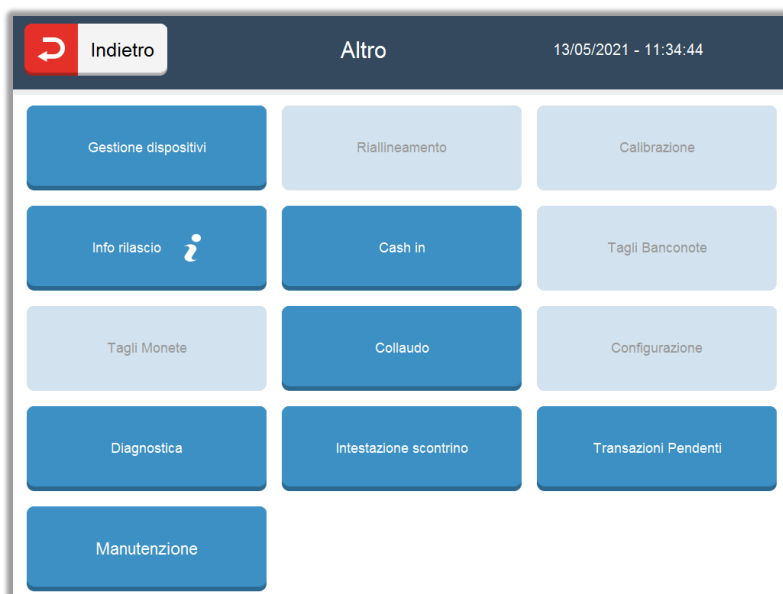 Indietro
Altro
13/05/2021 - 11:34:44
Gestione dispositivi
Riallineamento
Calibrazione
Info rilascio
Cash in
Tagli Banconote
Tagli Monete
Collaudo
Configurazione
Diagnostica
Intestazione scontrino
Transazioni Pendenti
Manutenzione